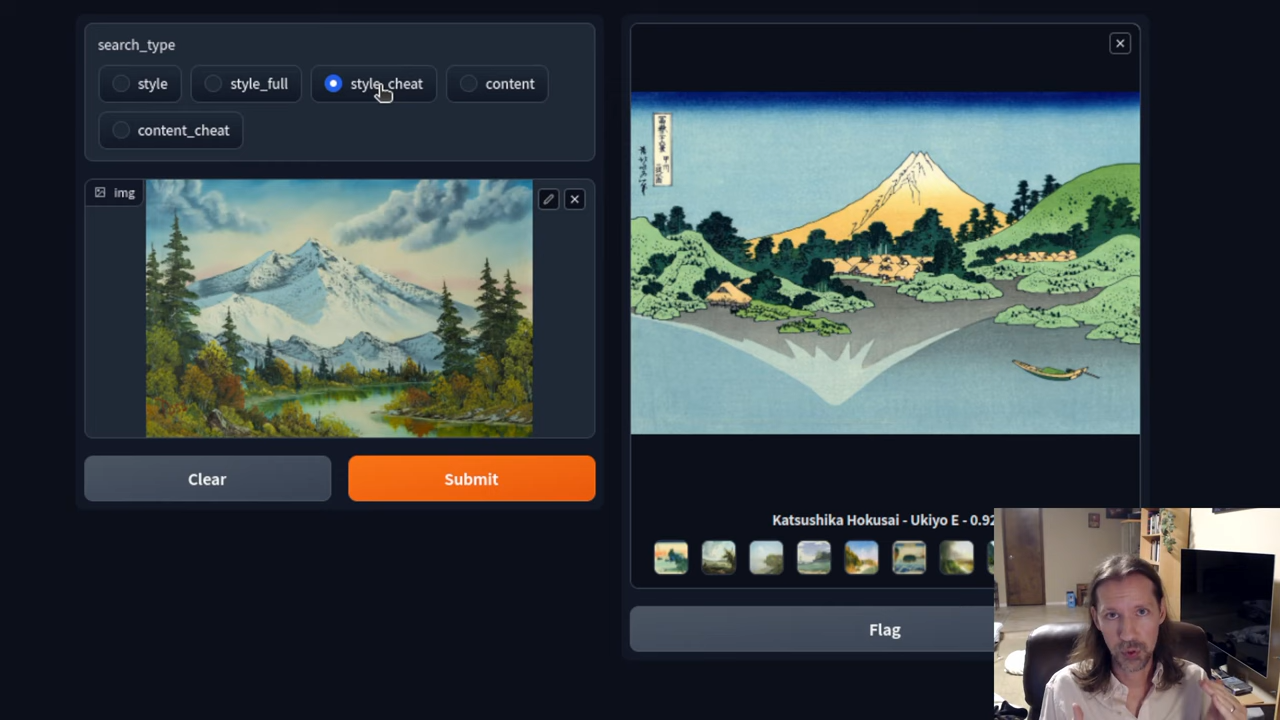 search_type
style
style_full
style_cheat
content
content_cheat
img
Clear
Submit
Katsushika Hokusai - Ukiyo E - 0.92
Flag